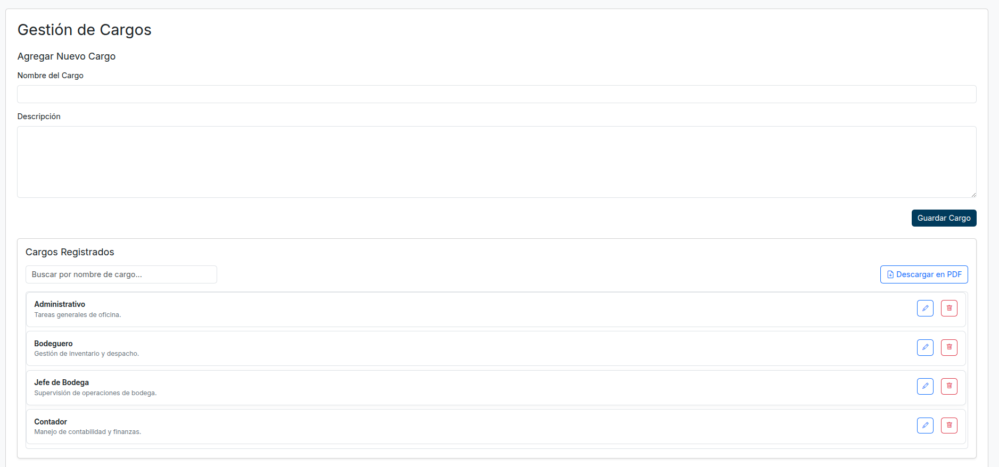 Gestión de Cargos
Agregar Nuevo Cargo
Nombre del Cargo
Descripción
Guardar Cargo
Cargos Registrados
Buscar por nombre de cargo...
Descargar en PDF
Administrativo
Tareas generales de oficina.
Bodeguero
Gestión de inventario y despacho.
Jefe de Bodega
Supervisión de operaciones de bodega.
Contador
Manejo de contabilidad y finanzas.